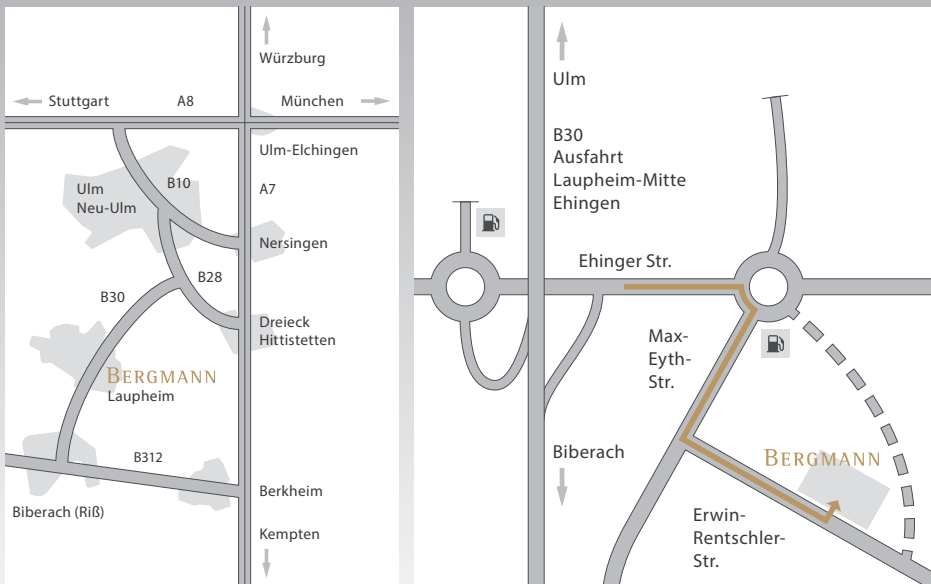 Würzburg
Stuttgart
A8
München
Ulm-Elchingen
Ulm
Neu-Ulm
B10
A7
Nersingen
B28
B30
Dreieck
Hittistetten
BERGMANN
Laupheim
B312
Berkheim
Biberach (Riß)
Kempten
Ulm
B30
Ausfahrt
Laupheim-Mitte
Ehingen
Ehinger Str.
Max-
Eyth-
Str.
Biberach
BERGMANN
Erwin-
Rentschler-
Str.